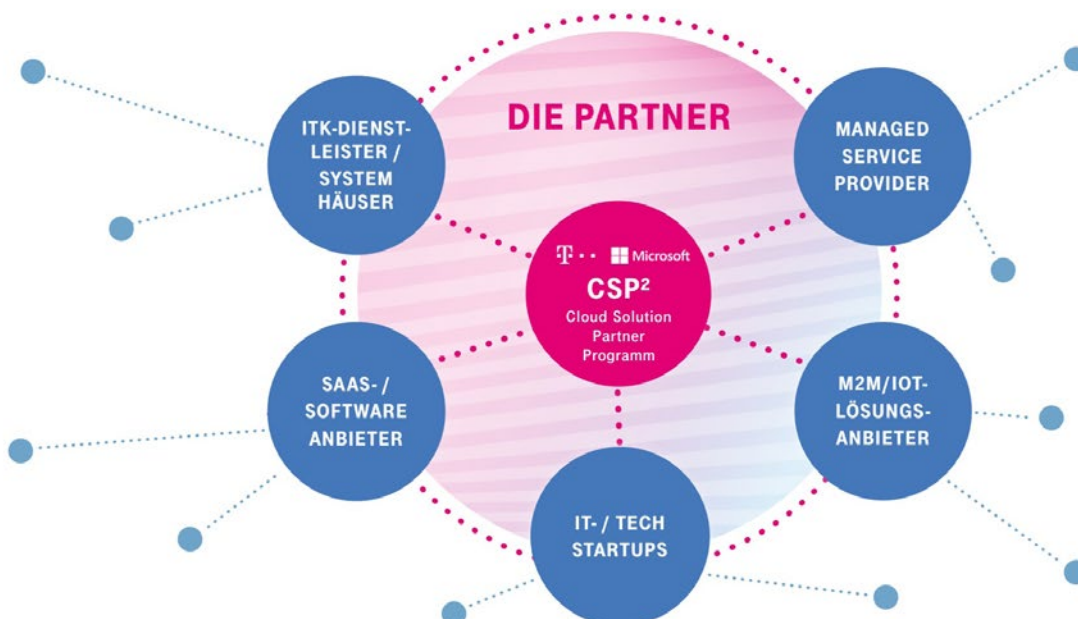 DIE PARTNER
ITK-DIENST-
LEISTER /
SYSTEM
HÄUSER
MANAGED
SERVICE
PROVIDER
T Microsoft
CSP²
Cloud Solution
Partner
Programm
SAAS- /
SOFTWARE
ANBIETER
M2M/IOT-
LÖSUNGS-
ANBIETER
IT- / TECH
STARTUPS